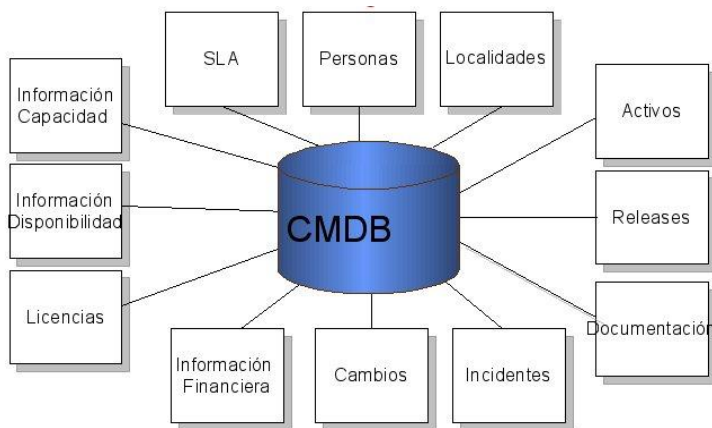 SLA
Personas
Localidades
Información
Capacidad
Activos
Información
Disponibilidad
CMDB
Releases
Licencias
Documentación
Información
Financiera
Cambios
Incidentes